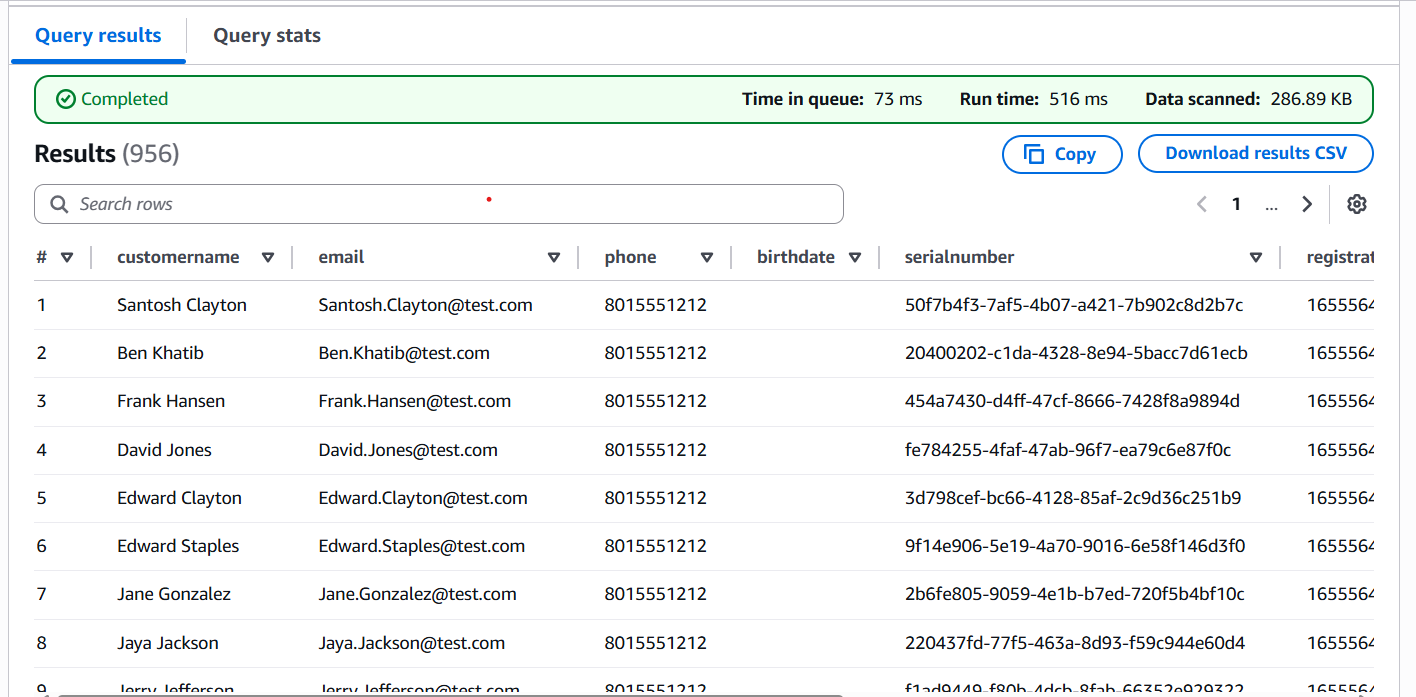 Query results Query stats
Completed Time in queue: 73 ms Run time: 516 ms Data scanned: 286.89 KB
Results (956) Copy Download results CSV
Search rows 1 ...
# customername email phone birthdate serialnumber registrat
1 Santosh Clayton Santosh.Clayton@test.com 8015551212 50f7b4f3-7af5-4b07-a421-7b902c8d2b7c 1655564
2 Ben Khatib Ben.Khatib@test.com 8015551212 20400202-c1da-4328-8e94-5bacc7d61ecb 1655564
3 Frank Hansen Frank.Hansen@test.com 8015551212 454a7430-d4ff-47cf-8666-7428f8a9894d 1655564
4 David Jones David.Jones@test.com 8015551212 fe784255-4faf-47ab-96f7-ea79c6e87f0c 1655564
5 Edward Clayton Edward.Clayton@test.com 8015551212 3d798cef-bc66-4128-85af-2c9d36c251b9 1655564
6 Edward Staples Edward.Staples@test.com 8015551212 9f14e906-5e19-4a70-9016-6e58f146d3f0 1655564
7 Jane Gonzalez Jane.Gonzalez@test.com 8015551212 2b6fe805-9059-4e1b-b7ed-720f5b4bf10c 1655564
8 Jaya Jackson Jaya.Jackson@test.com 8015551212 220437fd-77f5-463a-8d93-f59c944e60d4 1655564
9 Jerry Jefferson Jerry.Jefferson@test.com 8015551212 f1ad9449-f80b-4dcb-8fab-66352e929322 1655564